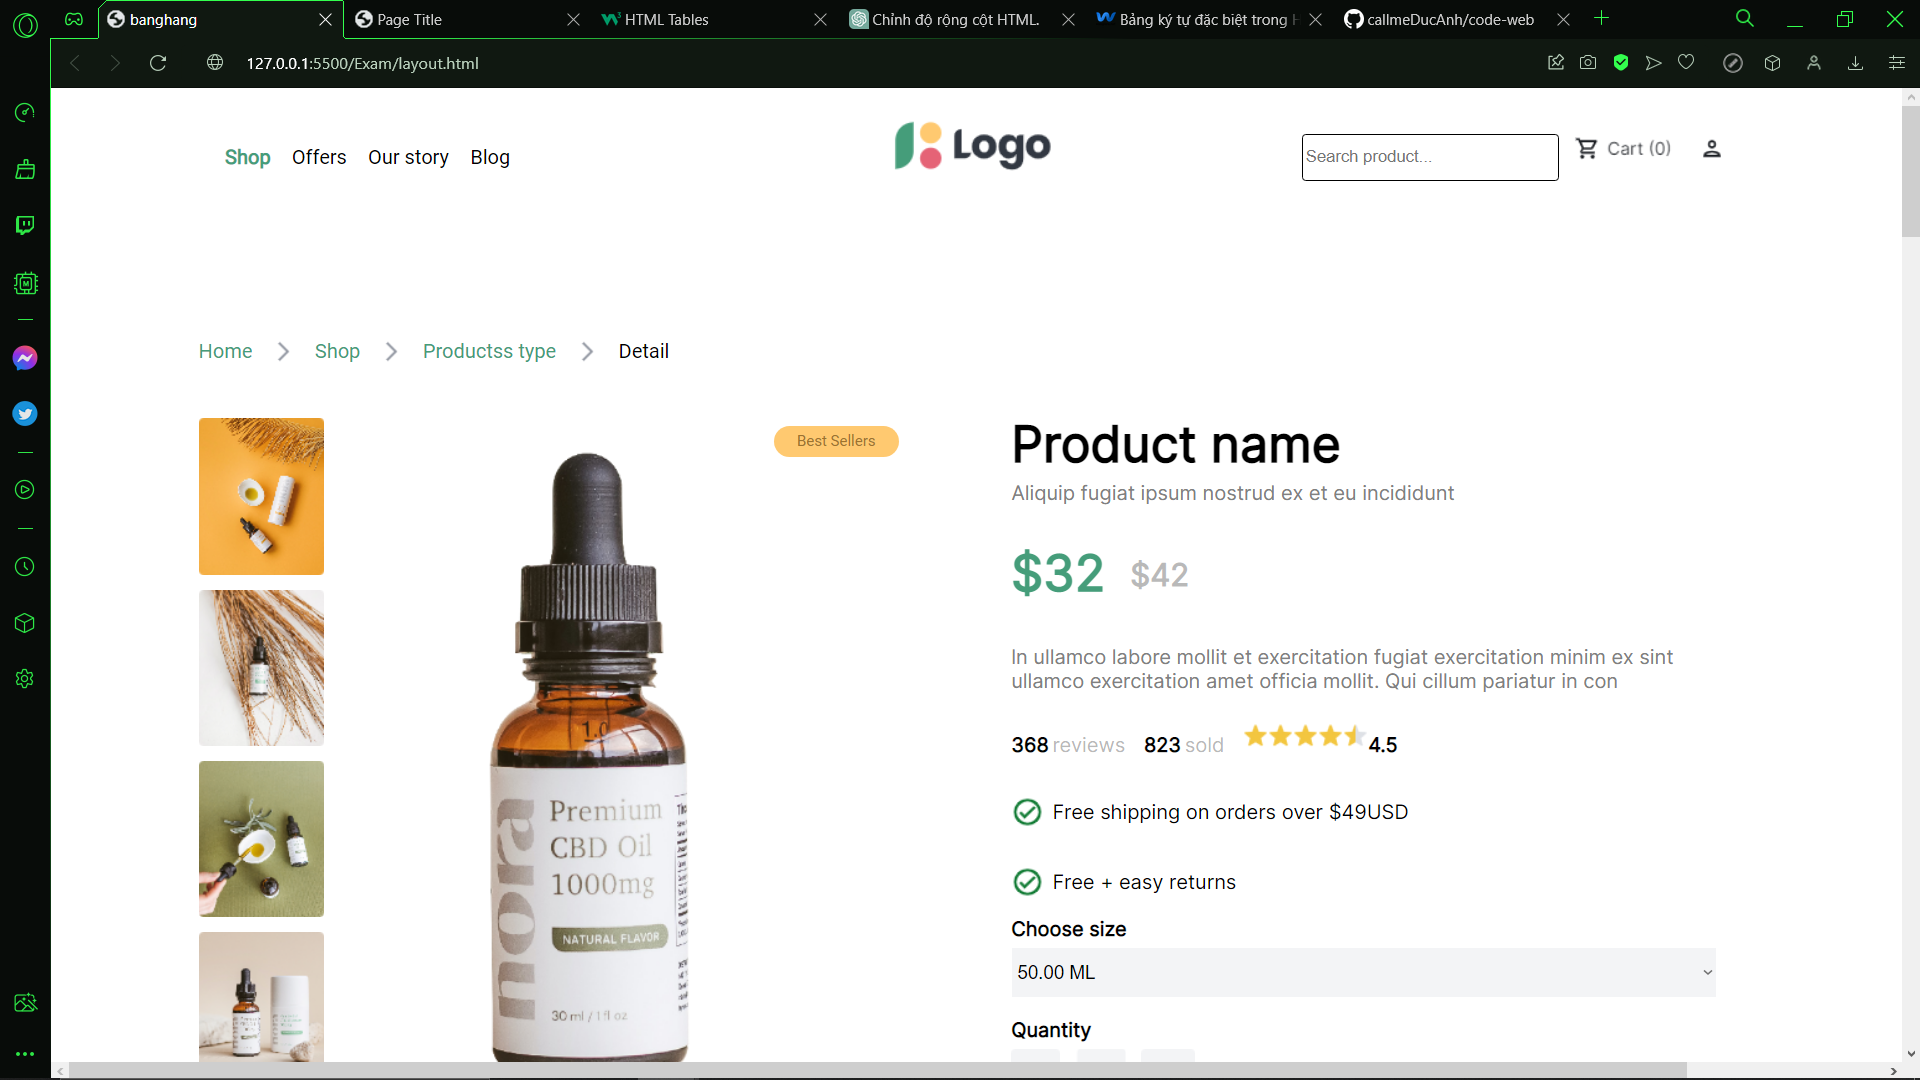 banghang
Page Title
HTML Tables
Chỉnh độ rộng cột HTML.
Bảng ký tự đặc biệt trong H
callmeDucAnh/code-web
127.0.0.1:5500/Exam/layout.html
Shop Offers Our story Blog
Logo
Search product...
Cart (0)
Home Shop Productss type Detail
Best Sellers
Product name
Aliquip fugiat ipsum nostrud ex et eu incididunt
$32 $42
In ullamco labore mollit et exercitation fugiat exercitation minim ex sint
ullamco exercitation amet officia mollit. Qui cillum pariatur in con
368 reviews 823 sold 4.5
Free shipping on orders over $49USD
Free + easy returns
Choose size
50.00 ML
Quantity
1.0
nora
Premium
CBD Oil
1000mg
NATURAL FLAVOR
30 ml / 1 fl oz